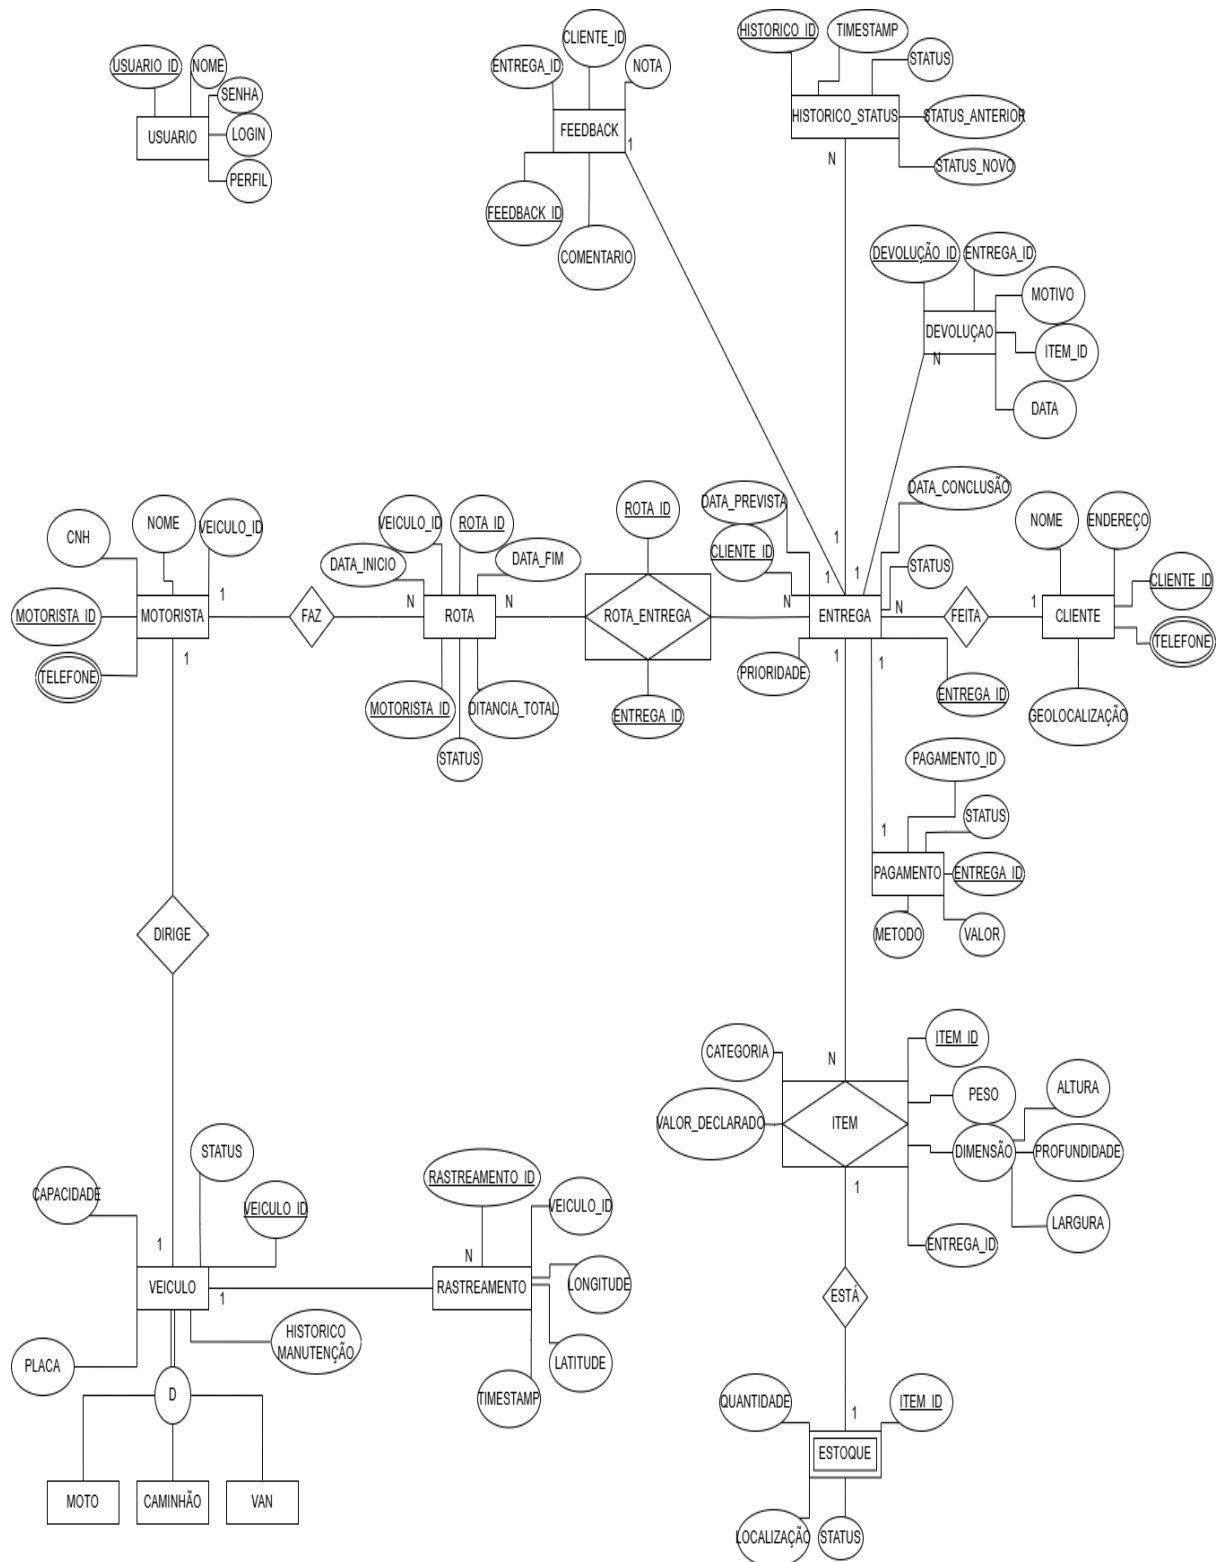 HISTORICO_ID
TIMESTAMP
CLIENTE_ID
USUARIO_ID
NOME
ENTREGA_ID
NOTA
STATUS
SENHA
HISTORICO_STATUS
STATUS_ANTERIOR
USUARIO
LOGIN
FEEDBACK
1
N
STATUS_NOVO
PERFIL
FEEDBACK_ID
COMENTARIO
DEVOLUÇÃO_ID
ENTREGA_ID
MOTIVO
DEVOLUÇAO
ITEM_ID
N
DATA
DATA_CONCLUSÃO
DATA_PREVISTA
ROTA_ID
CNH
NOME
VEICULO_ID
VEICULO_ID
ROTA_ID
NOME
ENDEREÇO
1
CLIENTE_ID
DATA_INICIO
DATA_FIM
STATUS
1
1
CLIENTE_ID
1
N
N
N
N
1
MOTORISTA_ID
MOTORISTA
FAZ
ROTA
ROTA_ENTREGA
ENTREGA
FEITA
CLIENTE
TELEFONE
1
1
1
TELEFONE
PRIORIDADE
ENTREGA_ID
MOTORISTA_ID
DITANCIA_TOTAL
ENTREGA_ID
GEOLOCALIZAÇÃO
STATUS
PAGAMENTO_ID
STATUS
1
PAGAMENTO
ENTREGA_ID
DIRIGE
METODO
VALOR
ITEM_ID
CATEGORIA
N
PESO
ALTURA
VALOR_DECLARADO
ITEM
DIMENSÃO
PROFUNDIDADE
STATUS
RASTREAMENTO_ID
1
CAPACIDADE
VEICULO_ID
VEICULO_ID
LARGURA
ENTREGA_ID
1
N
VEICULO
1
RASTREAMENTO
LONGITUDE
ESTÁ
HISTORICO
MANUTENÇÃO
PLACA
LATITUDE
D
TIMESTAMP
QUANTIDADE
1
ITEM_ID
ESTOQUE
MOTO
CAMINHÃO
VAN
LOCALIZAÇÃO
STATUS